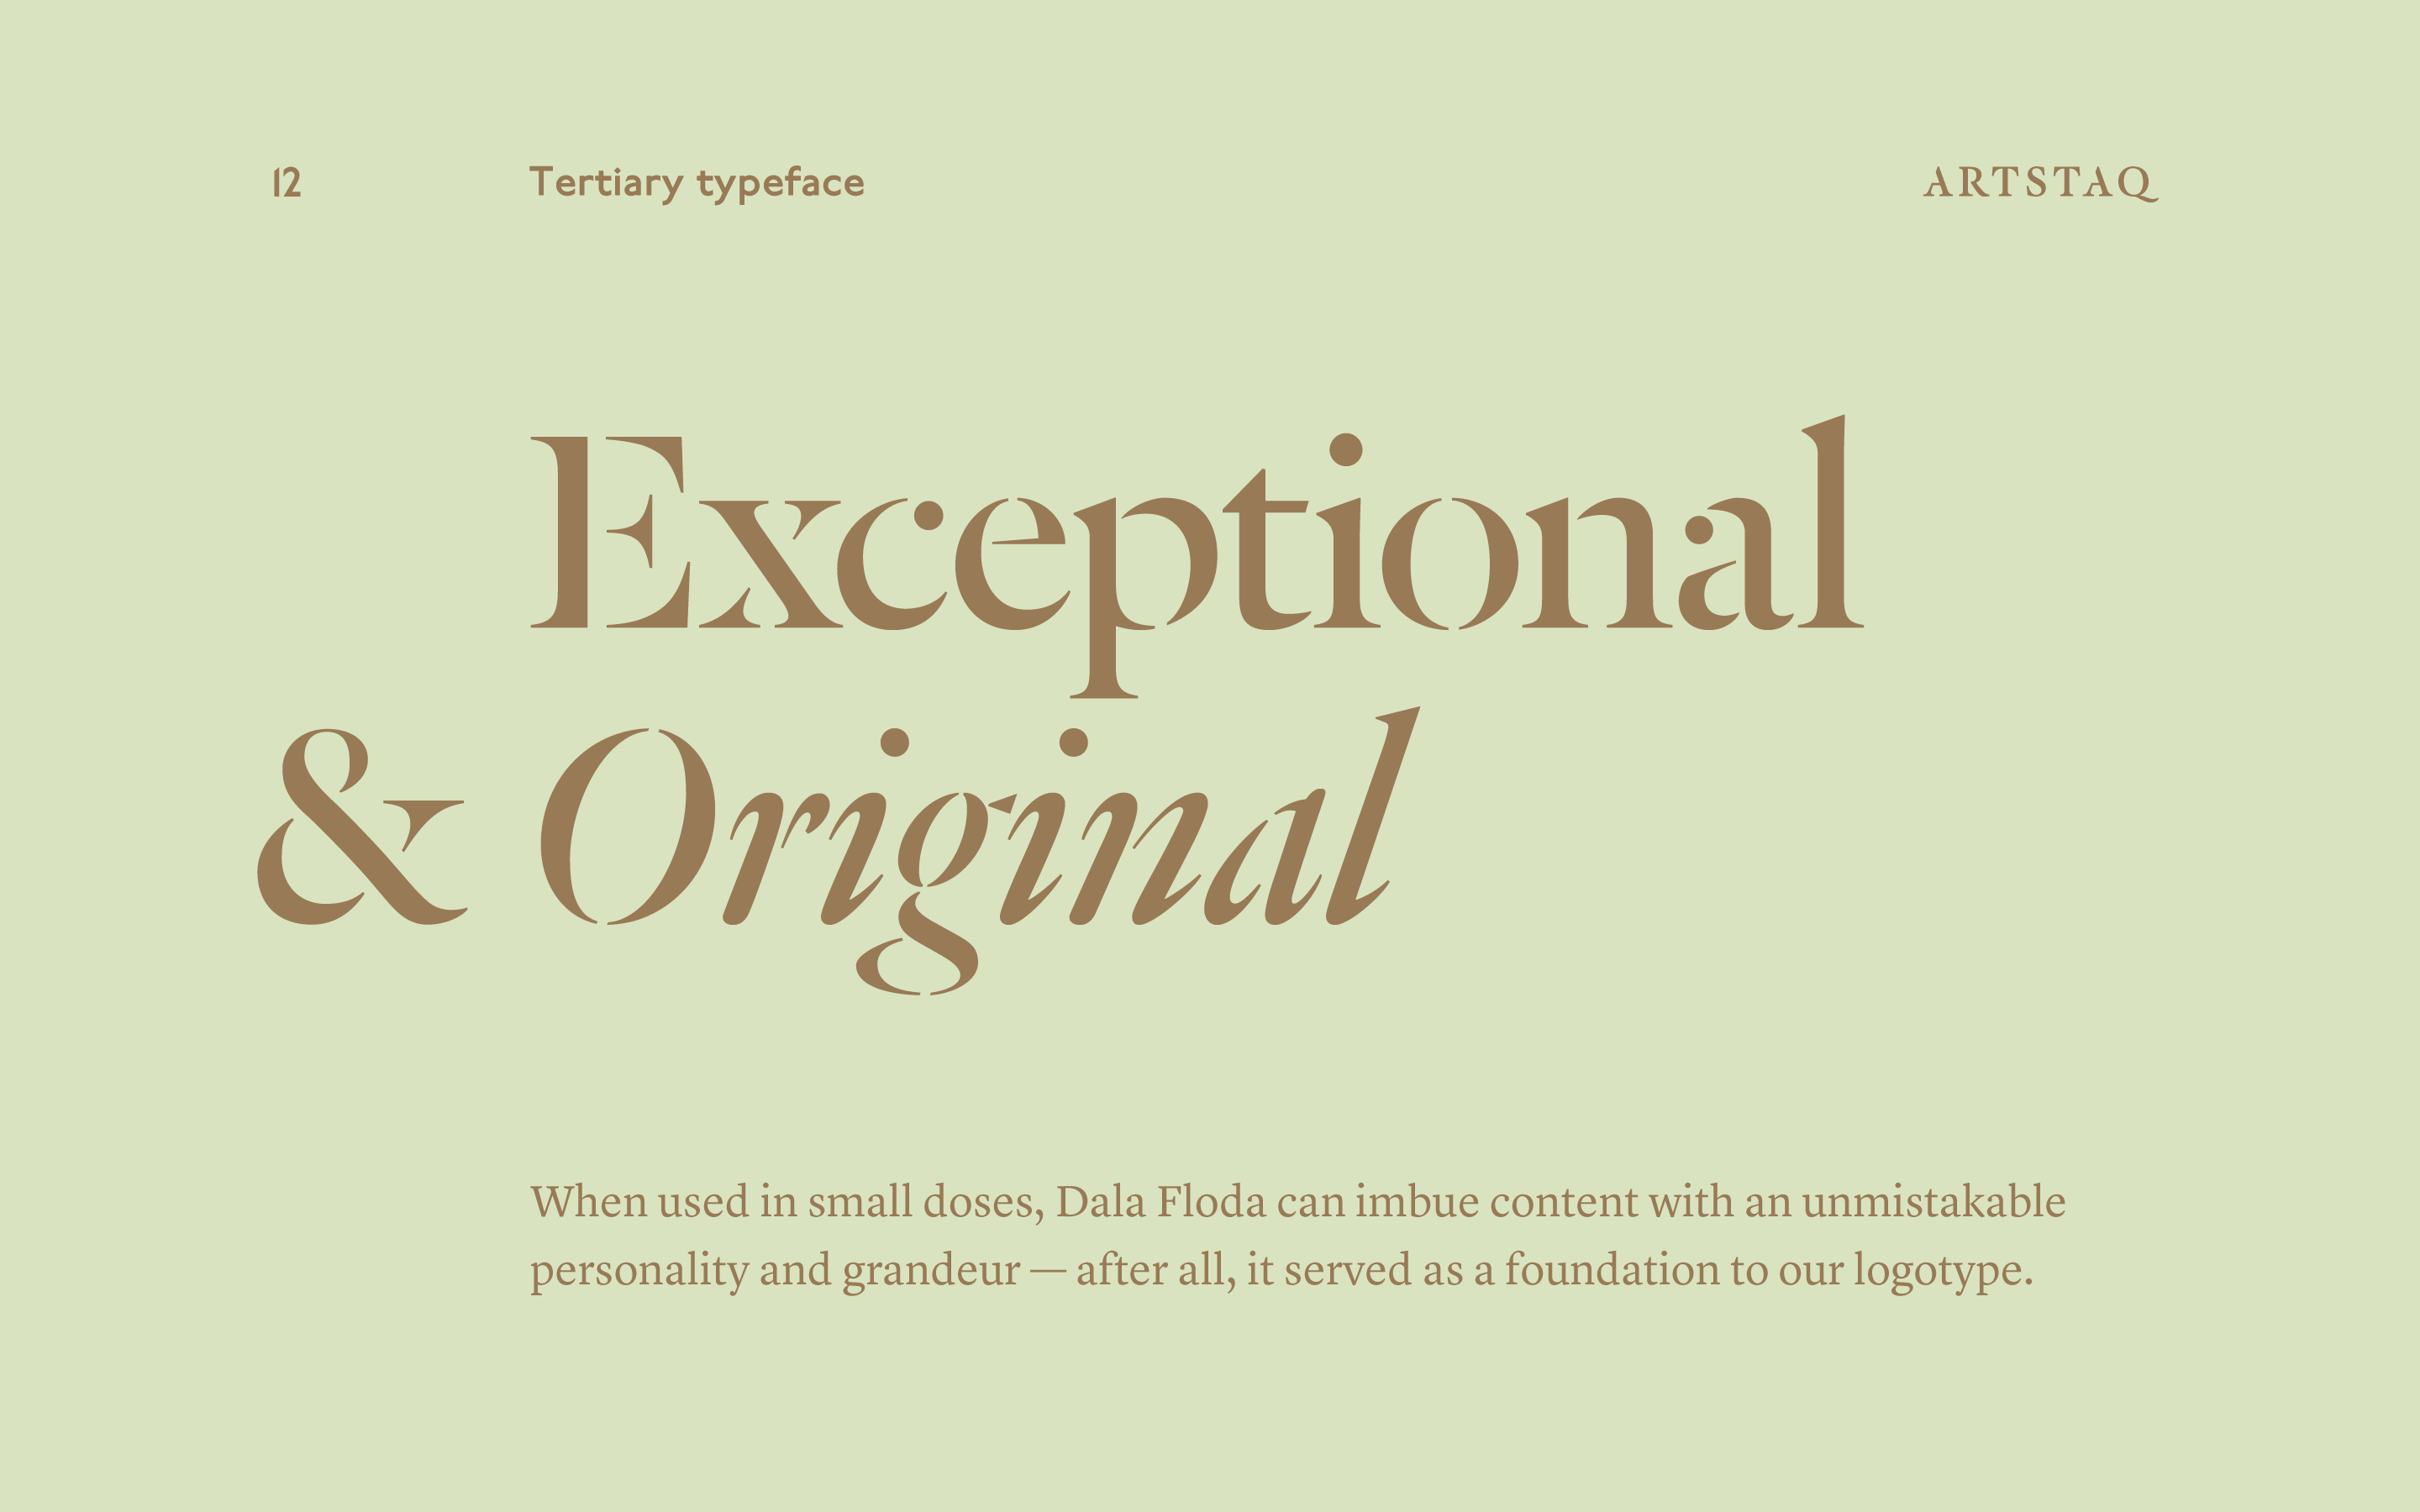 12
Tertiary typeface
ARTSTAQ
Exceptional
& Original
When used in small doses, Dala Floda can imbue content with an unmistakable
personality and grandeur — after all, it served as a foundation to our logotype.